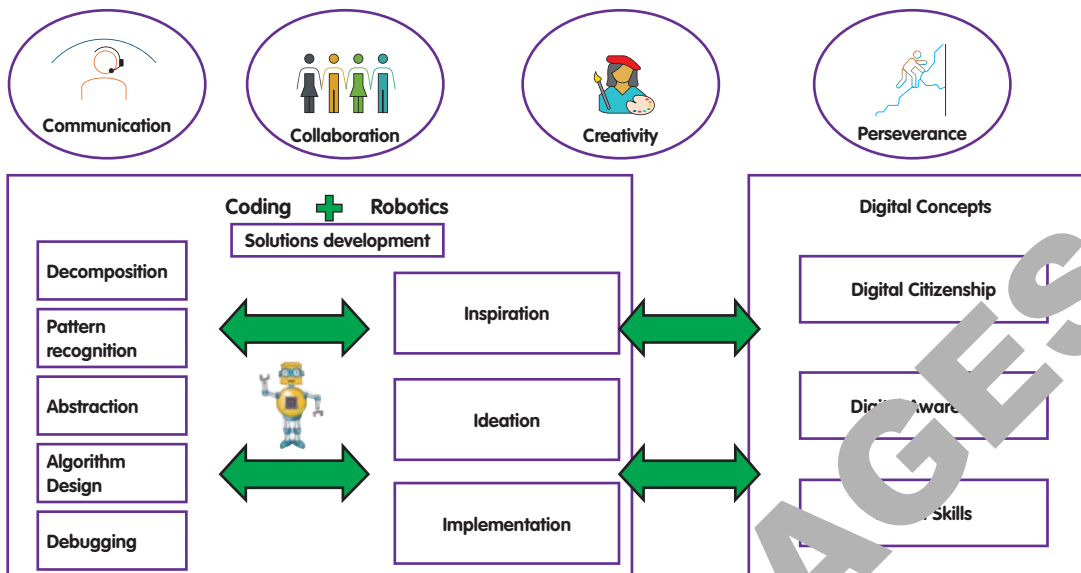 Communication
Collaboration
Creativity
Perseverance
Coding + Robotics
Solutions development
Decomposition
Pattern
recognition
Abstraction
Algorithm
Design
Debugging
Inspiration
Ideation
Implementation
Digital Concepts
Digital Citizenship
Skills
AGES